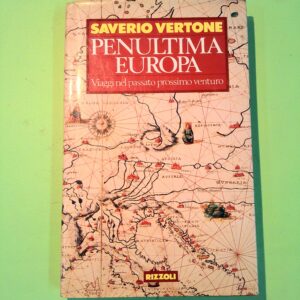 SAVERIO VERTONE
PENULTIMA
EUROPA
Viaggi nel passato prossimo venturo
RIZZOLI